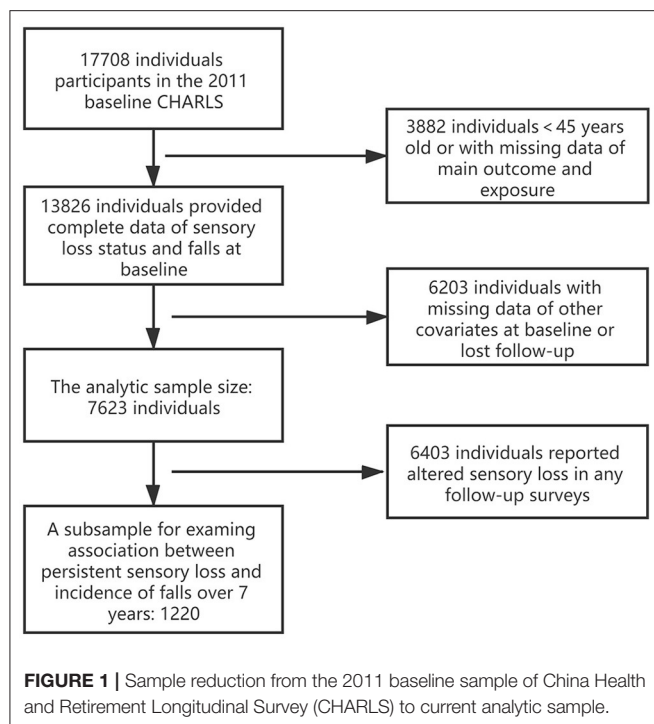 17708 individuals
participants in the 2011
baseline CHARLS
3882 individuals < 45 years
old or with missing data of
main outcome and
exposure
13826 individuals provided
complete data of sensory
loss status and falls at
baseline
6203 individuals with
missing data of other
covariates at baseline or
lost follow-up
The analytic sample size:
7623 individuals
6403 individuals reported
altered sensory loss in any
follow-up surveys
A subsample for examing
association between
persistent sensory loss and
incidence of falls over 7
years: 1220
FIGURE 1 | Sample reduction from the 2011 baseline sample of China Health
and Retirement Longitudinal Survey (CHARLS) to current analytic sample.